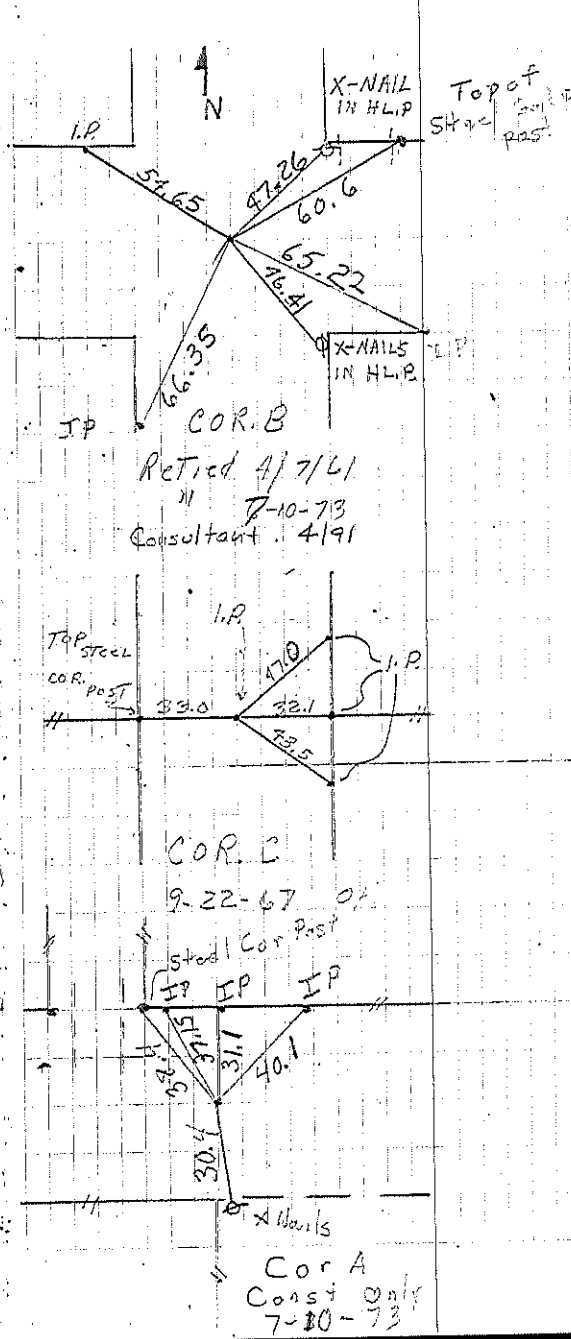 N
X-NAIL
IN HL.P
Top of
I.P.
57.65
47.26
60.6
65.22
46.41
66.35
X-NAILS
IN HL.P.
I.P
IP
COR. B
ReTied 4/7/61
" 7-10-73
Consultant. 4/91
I.P.
TOP STEEL
COR.
POST
33.0
47.0
32.1
43.5
I.P.
COR. C
9-22-67
Steel Cor Post
IP
IP
IP
37.15
31.1
40.1
30.4
X Nails
Cor A
Const Only
7-10-73